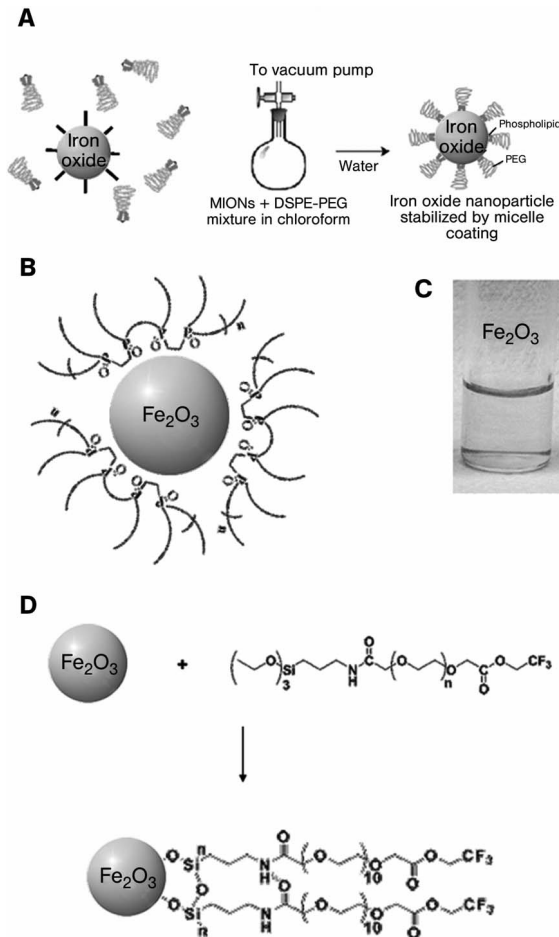 A
To vacuum pump
Iron
oxide
Water
MIONs + DSPE-PEG
mixture in chloroform
Iron
oxide
Phospholipid
PEG
Iron oxide nanoparticle
stabilized by micelle
coating
B
O
O
n
O
O
n
O
O
n
O
O
Fe2O3
C
Fe2O3
D
Fe2O3
+
O
O
Si
3
N
H
O
O
n
O
O
CF3
Fe2O3
O
Si
n
N
H
O
O
10
O
O
O
CF3
O
O
Si
n
N
H
O
O
10
O
O
O
CF3